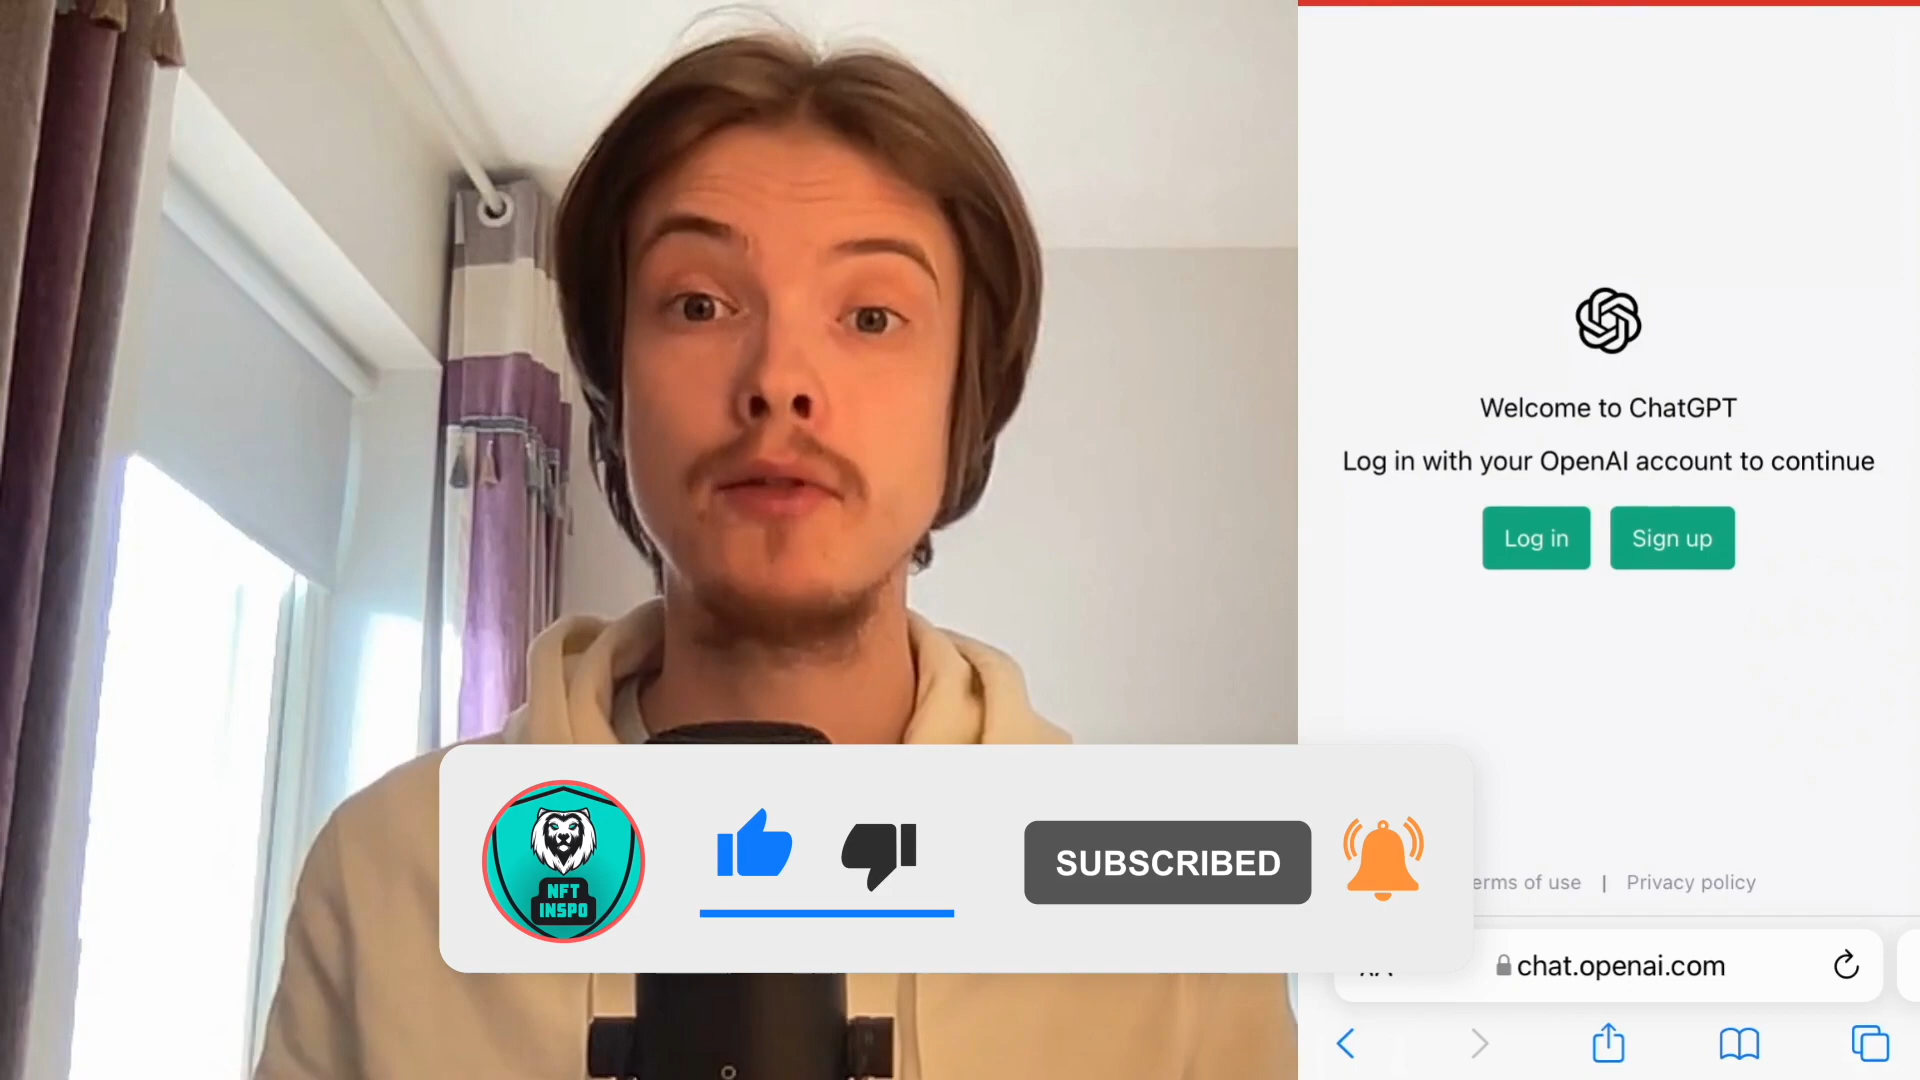 Welcome to ChatGPT
Log in with your OpenAI account to continue
Log in
Sign up
NFT
INSPO
SUBSCRIBED
erms of use | Privacy policy
chat.openai.com